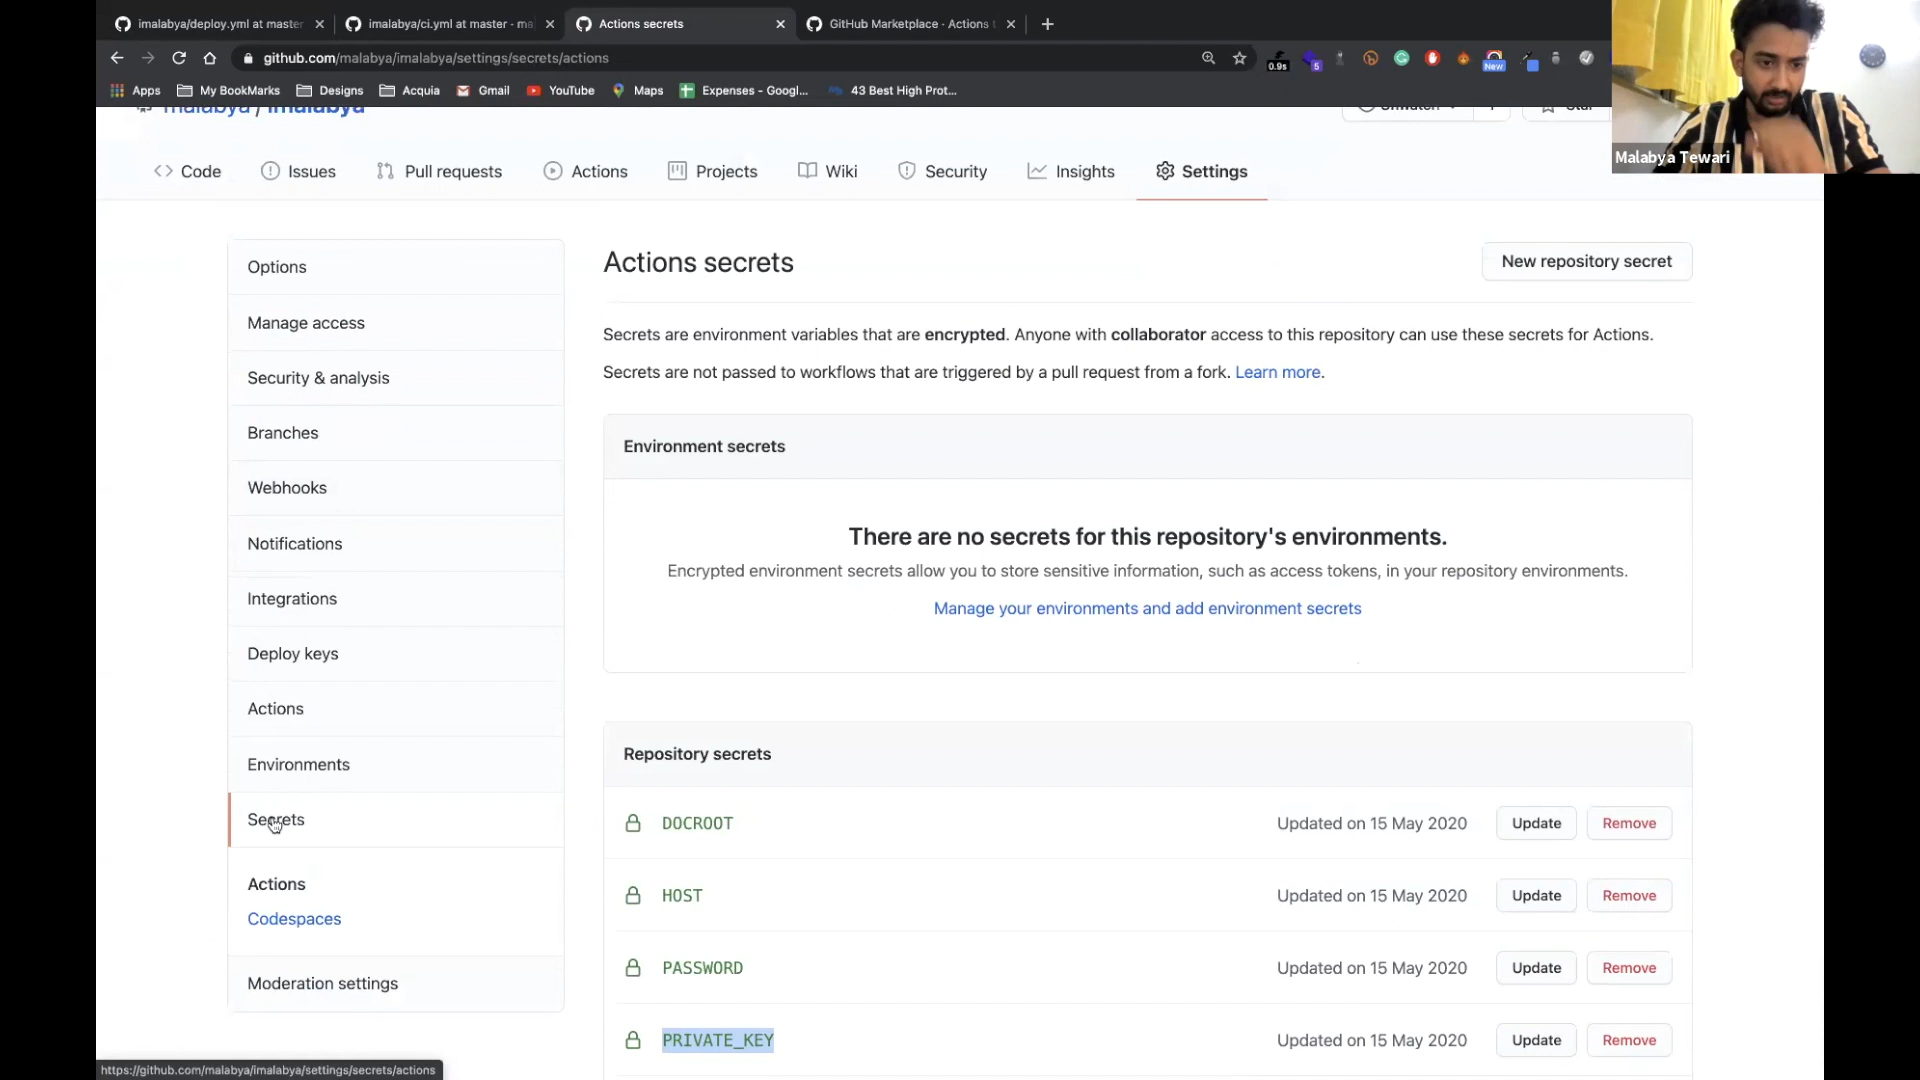 imalabya/deploy.yml at master
imalabya/ci.yml at master · ma
Actions secrets
GitHub Marketplace · Actions t
github.com/malabya/imalabya/settings/secrets/actions
0.9s
5
New
Apps
My BookMarks
Designs
Acquia
Gmail
YouTube
Maps
Expenses - Googl...
43 Best High Prot...
malabya / imalabya
Unwatch
1
Star
Malabya Tewari
Code
Issues
Pull requests
Actions
Projects
Wiki
Security
Insights
Settings
Options
Manage access
Security & analysis
Branches
Webhooks
Notifications
Integrations
Deploy keys
Actions
Environments
Secrets
Actions
Codespaces
Moderation settings
Actions secrets
New repository secret
Secrets are environment variables that are encrypted. Anyone with collaborator access to this repository can use these secrets for Actions.
Secrets are not passed to workflows that are triggered by a pull request from a fork. Learn more.
Environment secrets
There are no secrets for this repository's environments.
Encrypted environment secrets allow you to store sensitive information, such as access tokens, in your repository environments.
Manage your environments and add environment secrets
Repository secrets
DOCROOT Updated on 15 May 2020 Update Remove
HOST Updated on 15 May 2020 Update Remove
PASSWORD Updated on 15 May 2020 Update Remove
PRIVATE_KEY Updated on 15 May 2020 Update Remove
https://github.com/malabya/imalabya/settings/secrets/actions